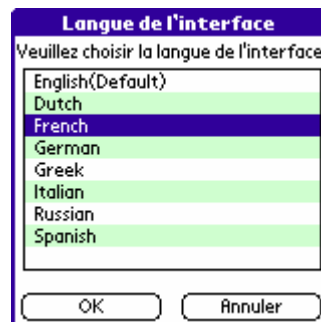 Langue de l'interface
Veuillez choisir la langue de l'interface
English(Default)
Dutch
French
German
Greek
Italian
Russian
Spanish
OK
Annuler